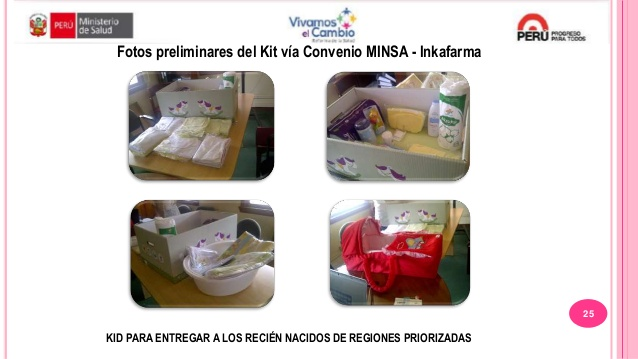 PERÚ Ministerio de Salud
Vivamos el Cambio
PERÚ PROGRESO PARA TODOS
Fotos preliminares del Kit vía Convenio MINSA - Inkafarma
25
KID PARA ENTREGAR A LOS RECIÉN NACIDOS DE REGIONES PRIORIZADAS